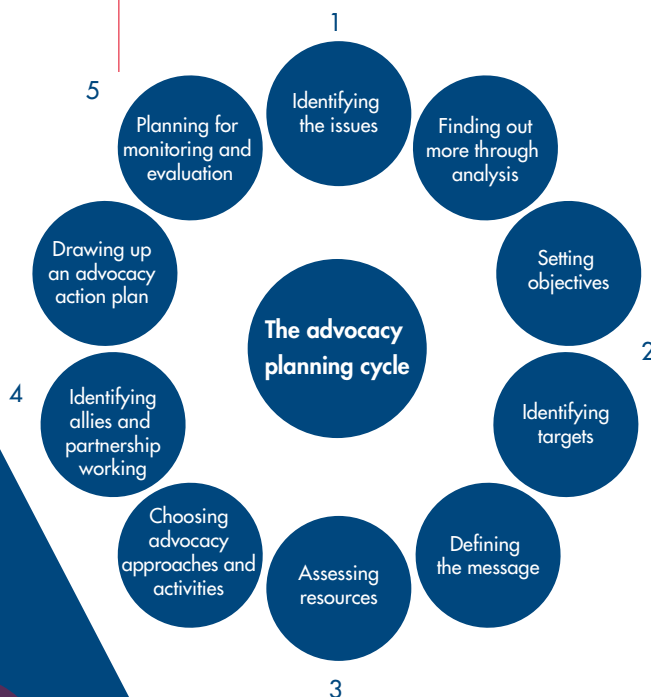 1
Identifying
the issues
Finding out
more through
analysis
Setting
objectives
2
Identifying
targets
Defining
the message
Assessing
resources
3
Choosing
advocacy
approaches and
activities
4
Identifying
allies and
partnership
working
Drawing up
an advocacy
action plan
5
Planning for
monitoring and
evaluation
The advocacy
planning cycle